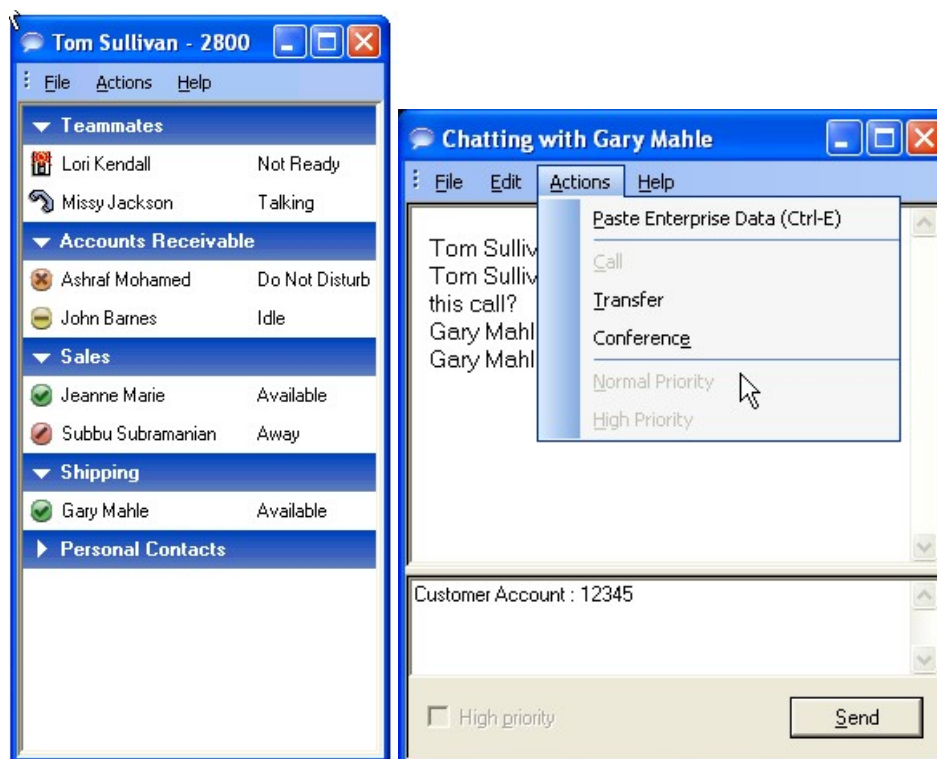 Tom Sullivan - 2800
File Actions Help
Teammates
Lori Kendall Not Ready
Missy Jackson Talking
Accounts Receivable
Ashraf Mohamed Do Not Disturb
John Barnes Idle
Sales
Jeanne Marie Available
Subbu Subramanian Away
Shipping
Gary Mahle Available
Personal Contacts
Chatting with Gary Mahle
File Edit Actions Help
Paste Enterprise Data (Ctrl-E)
Call
Transfer
Conference
Normal Priority
High Priority
Tom Sulliv
Tom Sulliv
this call?
Gary Mahl
Gary Mahl
Customer Account : 12345
High priority
Send